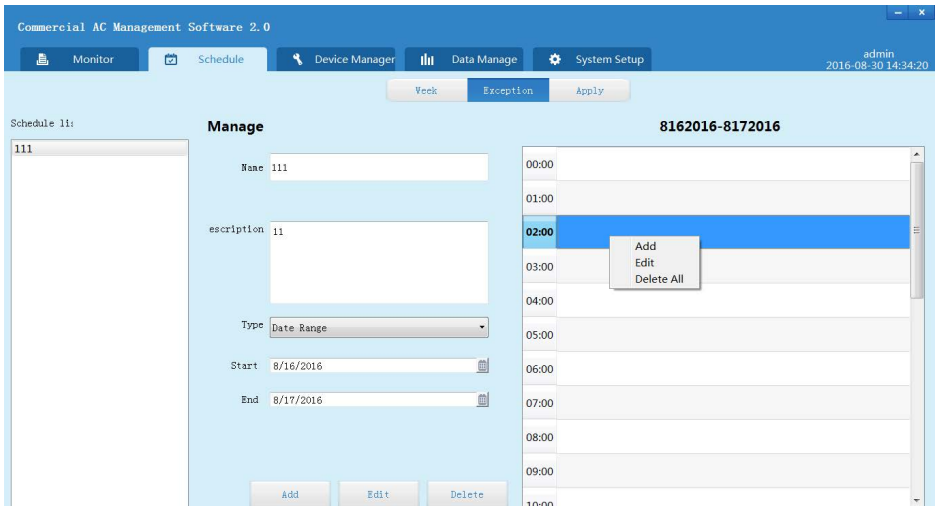 Commercial AC Management Software 2.0
Monitor
Schedule
Device Manager
Data Manage
System Setup
admin
2016-08-30 14:34:20
Week
Exception
Apply
Schedule li:
111
Manage
Name 111
escription 11
Type Date Range
Start 8/16/2016
End 8/17/2016
Add
Edit
Delete
8162016-8172016
00:00
01:00
02:00
Add
Edit
Delete All
03:00
04:00
05:00
06:00
07:00
08:00
09:00
10:00